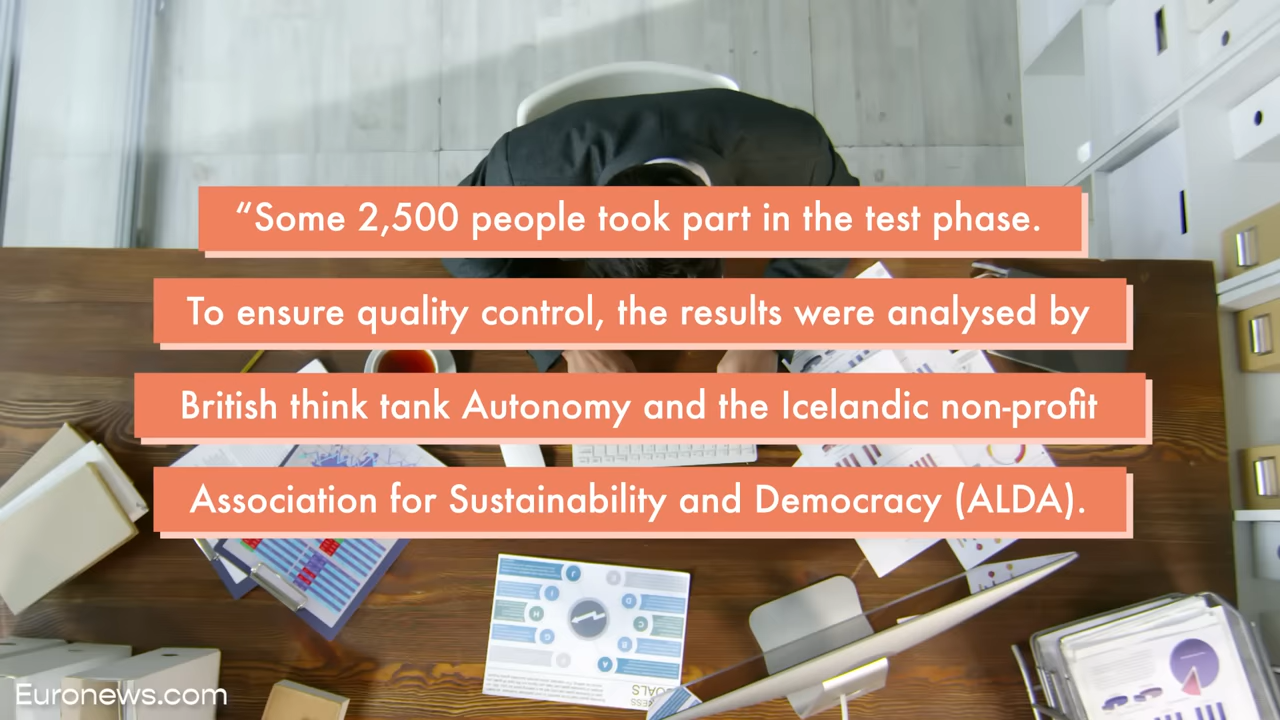 “Some 2,500 people took part in the test phase.
To ensure quality control, the results were analysed by
British think tank Autonomy and the Icelandic non-profit
Association for Sustainability and Democracy (ALDA).
Euronews.com